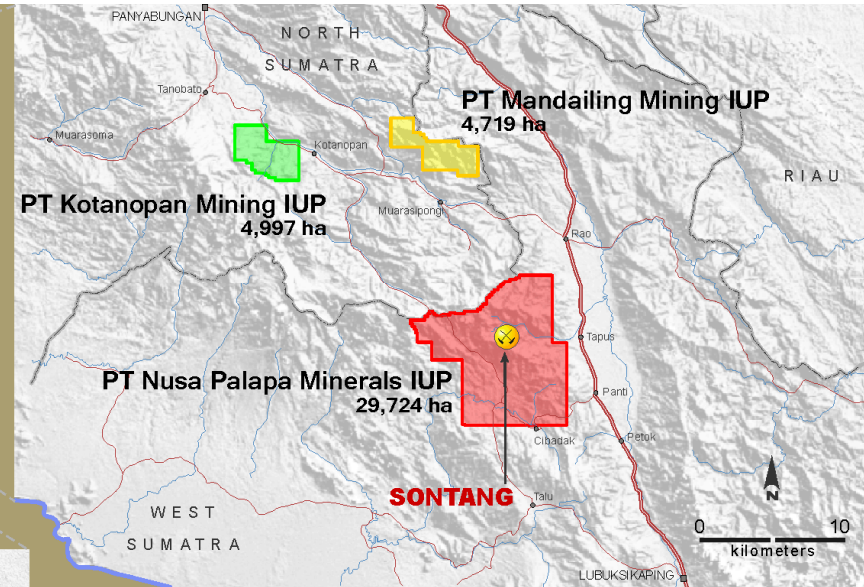 PANYABUNGAN
NORTH
SUMATRA
Tanobato
PT Mandailing Mining IUP
4,719 ha
Muarasoma
Kotanopan
RIAU
PT Kotanopan Mining IUP
4,997 ha
Muarasipongi
Rao
Tapus
PT Nusa Palapa Minerals IUP
29,724 ha
Panti
Cibadak
Petok
SONTANG
Talu
N
WEST
SUMATRA
0 10
kilometers
LUBUKSIKAPING